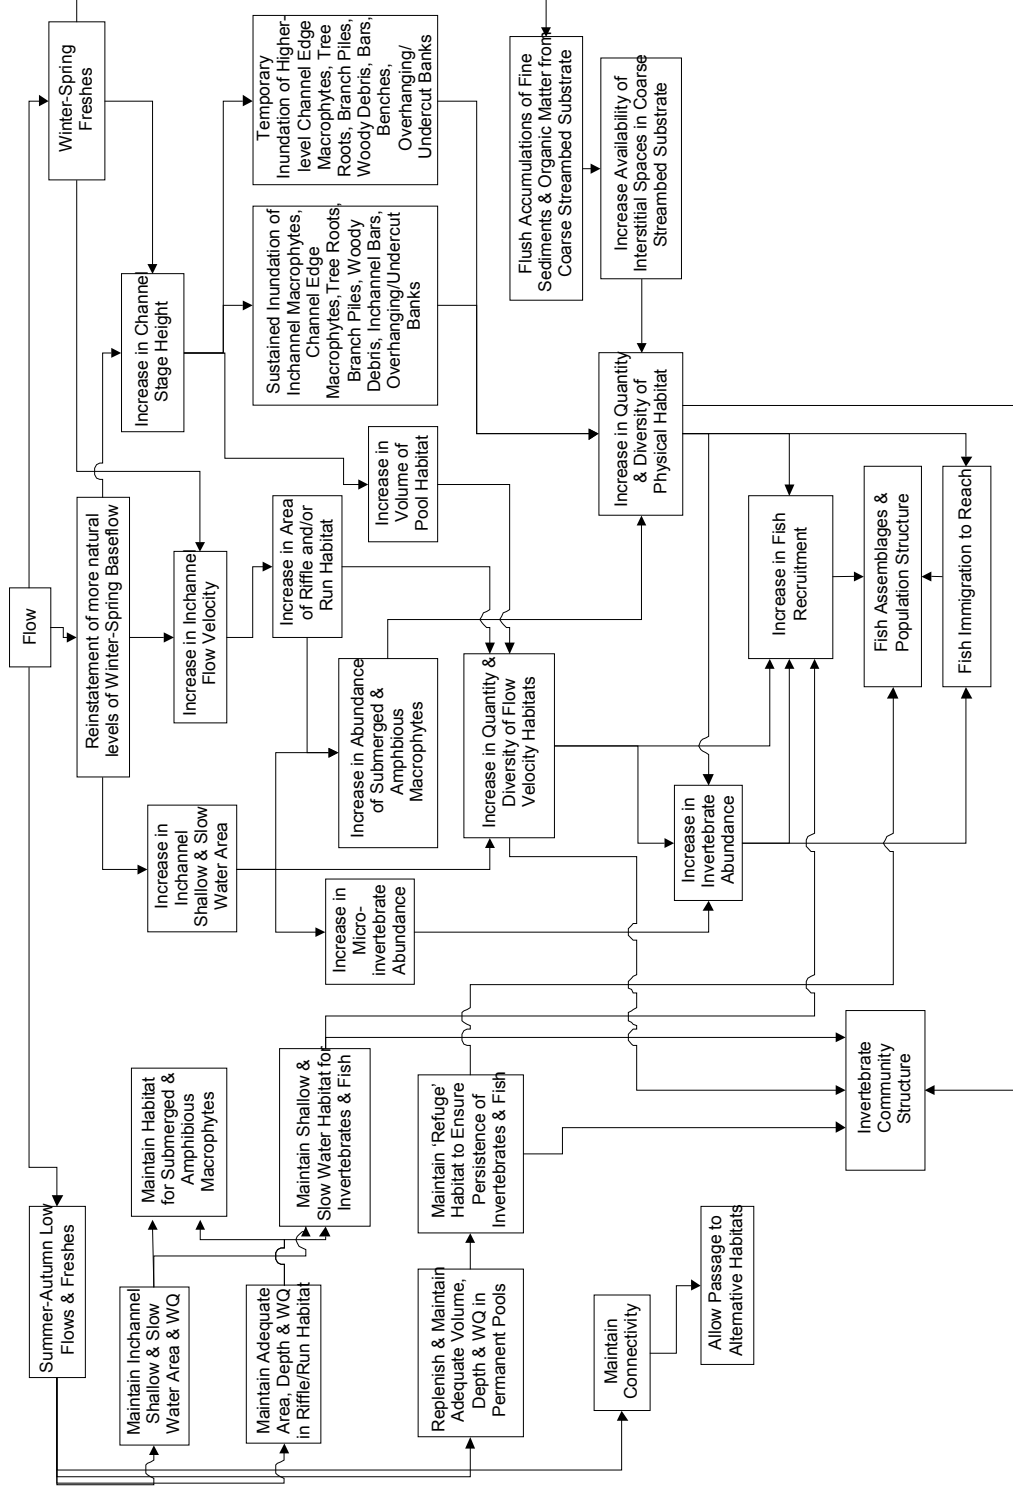 Flow
Summer-Autumn Low
Flows & Freshes
Reinstatement of more natural
levels of Winter-Spring Baseflow
Winter-Spring
Freshes
Maintain Inchannel
Shallow & Slow
Water Area & WQ
Maintain Habitat
for Submerged &
Amphibious
Macrophytes
Increase in
Inchannel
Shallow & Slow
Water Area
Increase in Inchannel
Flow Velocity
Increase in Channel
Stage Height
Maintain Adequate
Area, Depth & WQ
in Riffle/Run Habitat
Maintain Shallow &
Slow Water Habitat for
Invertebrates & Fish
Increase in
Micro-
invertebrate
Abundance
Increase in Abundance
of Submerged &
Amphbious
Macrophytes
Increase in Area
of Riffle and/or
Run Habitat
Increase in
Volume of
Pool Habitat
Sustained Inundation of
Inchannel Macrophytes,
Channel Edge
Macrophytes,Tree Roots,
Branch Piles, Woody
Debris, Inchannel Bars,
Overhanging/Undercut
Banks
Temporary
Inundation of Higher-
level Channel Edge
Macrophytes, Tree
Roots, Branch Piles,
Woody Debris, Bars,
Benches,
Overhanging/
Undercut Banks
Replenish & Maintain
Adequate Volume,
Depth & WQ in
Permanent Pools
Maintain ‘Refuge’
Habitat to Ensure
Persistence of
Invertebrates & Fish
Increase in Quantity &
Diversity of Flow
Velocity Habitats
Flush Accumulations of Fine
Sediments & Organic Matter from
Coarse Streambed Substrate
Maintain
Connectivity
Increase in Quantity
& Diversity of
Physical Habitat
Increase Availability of
Interstitial Spaces in Coarse
Streambed Substrate
Allow Passage to
Alternative Habitats
Increase in
Invertebrate
Abundance
Increase in Fish
Recruitment
Invertebrate
Community
Structure
Fish Assemblages &
Population Structure
Fish Immigration to Reach